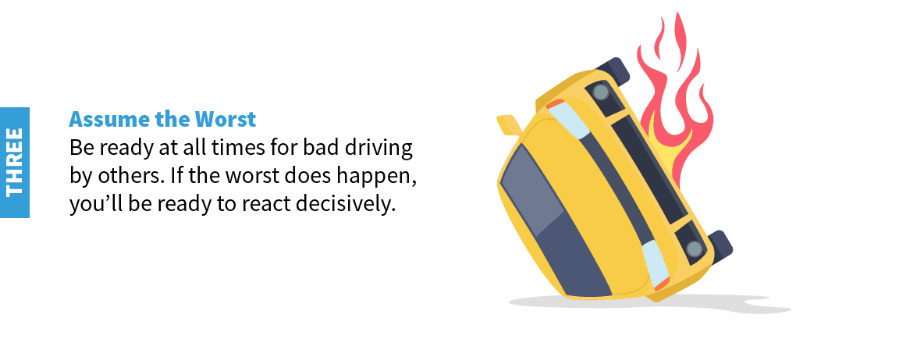 THREE
Assume the Worst
Be ready at all times for bad driving
by others. If the worst does happen,
you’ll be ready to react decisively.